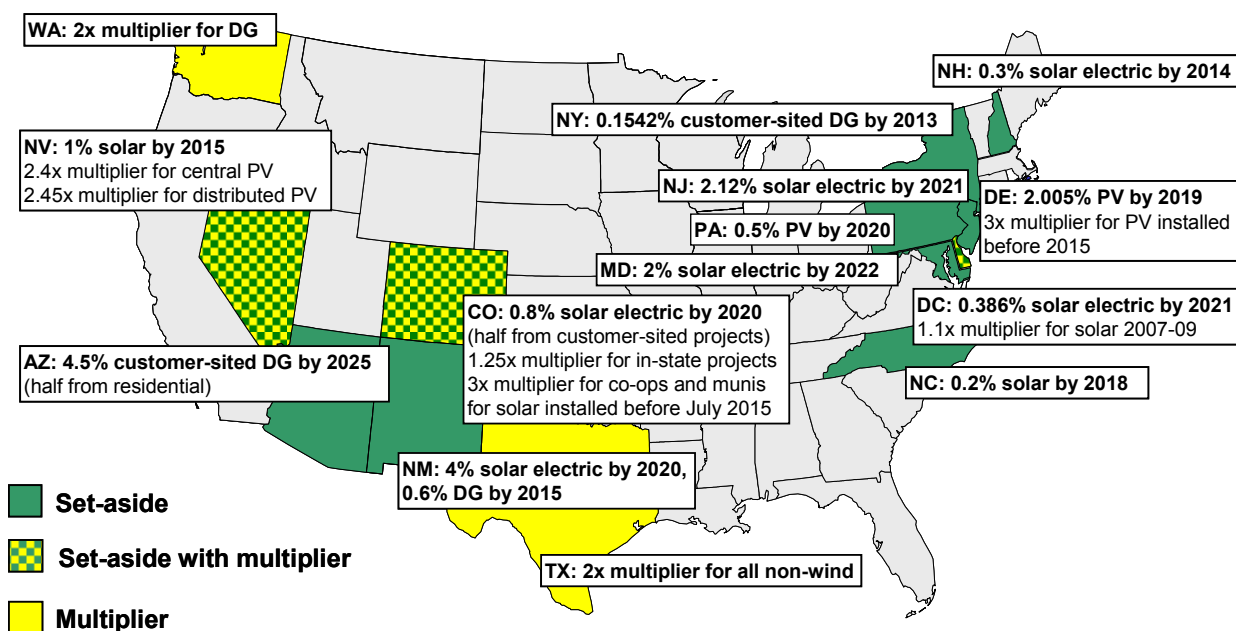 WA: 2x multiplier for DG
NH: 0.3% solar electric by 2014
NY: 0.1542% customer-sited DG by 2013
NV: 1% solar by 2015
2.4x multiplier for central PV
2.45x multiplier for distributed PV
NJ: 2.12% solar electric by 2021
DE: 2.005% PV by 2019
3x multiplier for PV installed
before 2015
PA: 0.5% PV by 2020
MD: 2% solar electric by 2022
DC: 0.386% solar electric by 2021
1.1x multiplier for solar 2007-09
CO: 0.8% solar electric by 2020
(half from customer-sited projects)
1.25x multiplier for in-state projects
3x multiplier for co-ops and munis
for solar installed before July 2015
AZ: 4.5% customer-sited DG by 2025
(half from residential)
NC: 0.2% solar by 2018
NM: 4% solar electric by 2020,
0.6% DG by 2015
TX: 2x multiplier for all non-wind
Set-aside
Set-aside with multiplier
Multiplier